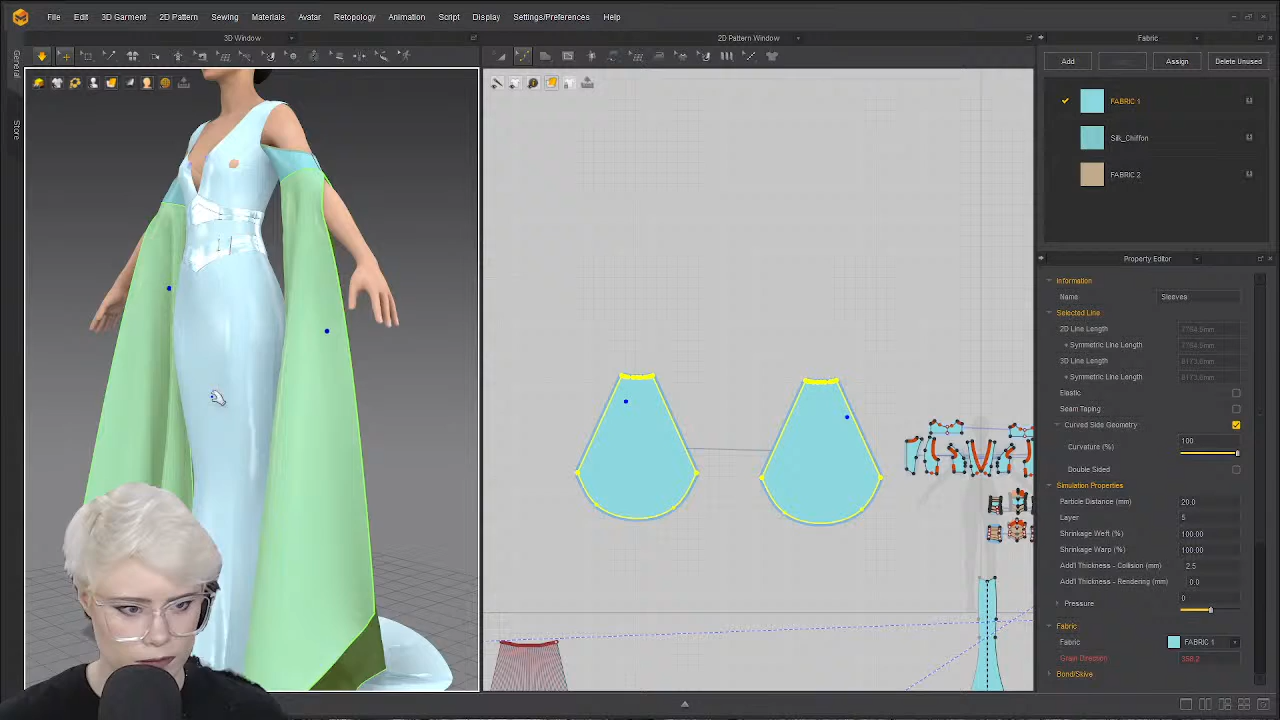 File Edit 3D Garment 2D Pattern Sewing Materials Avatar Retopology Animation Script Display Settings/Preferences Help
3D Window
2D Pattern Window
Fabric
General
Store
Add
Assign
Delete Unused
FABRIC 1
Silk_Chiffon
FABRIC 2
Property Editor
Information
Name Sleeves
Selected Line
2D Line Length
+ Symmetric Line Length
3D Line Length
+ Symmetric Line Length
Elastic
Seam Taping
Curved Side Geometry
Curvature (%) 100
Double Sided
Simulation Properties
Particle Distance (mm) 20.0
Layer 5
Shrinkage Weft (%) 100.00
Shrinkage Warp (%) 100.00
Add'l Thickness - Collision (mm) 2.5
Add'l Thickness - Rendering (mm) 0.0
Pressure 0
Fabric
Fabric FABRIC 1
Grain Direction 358.2
Bond/Skive